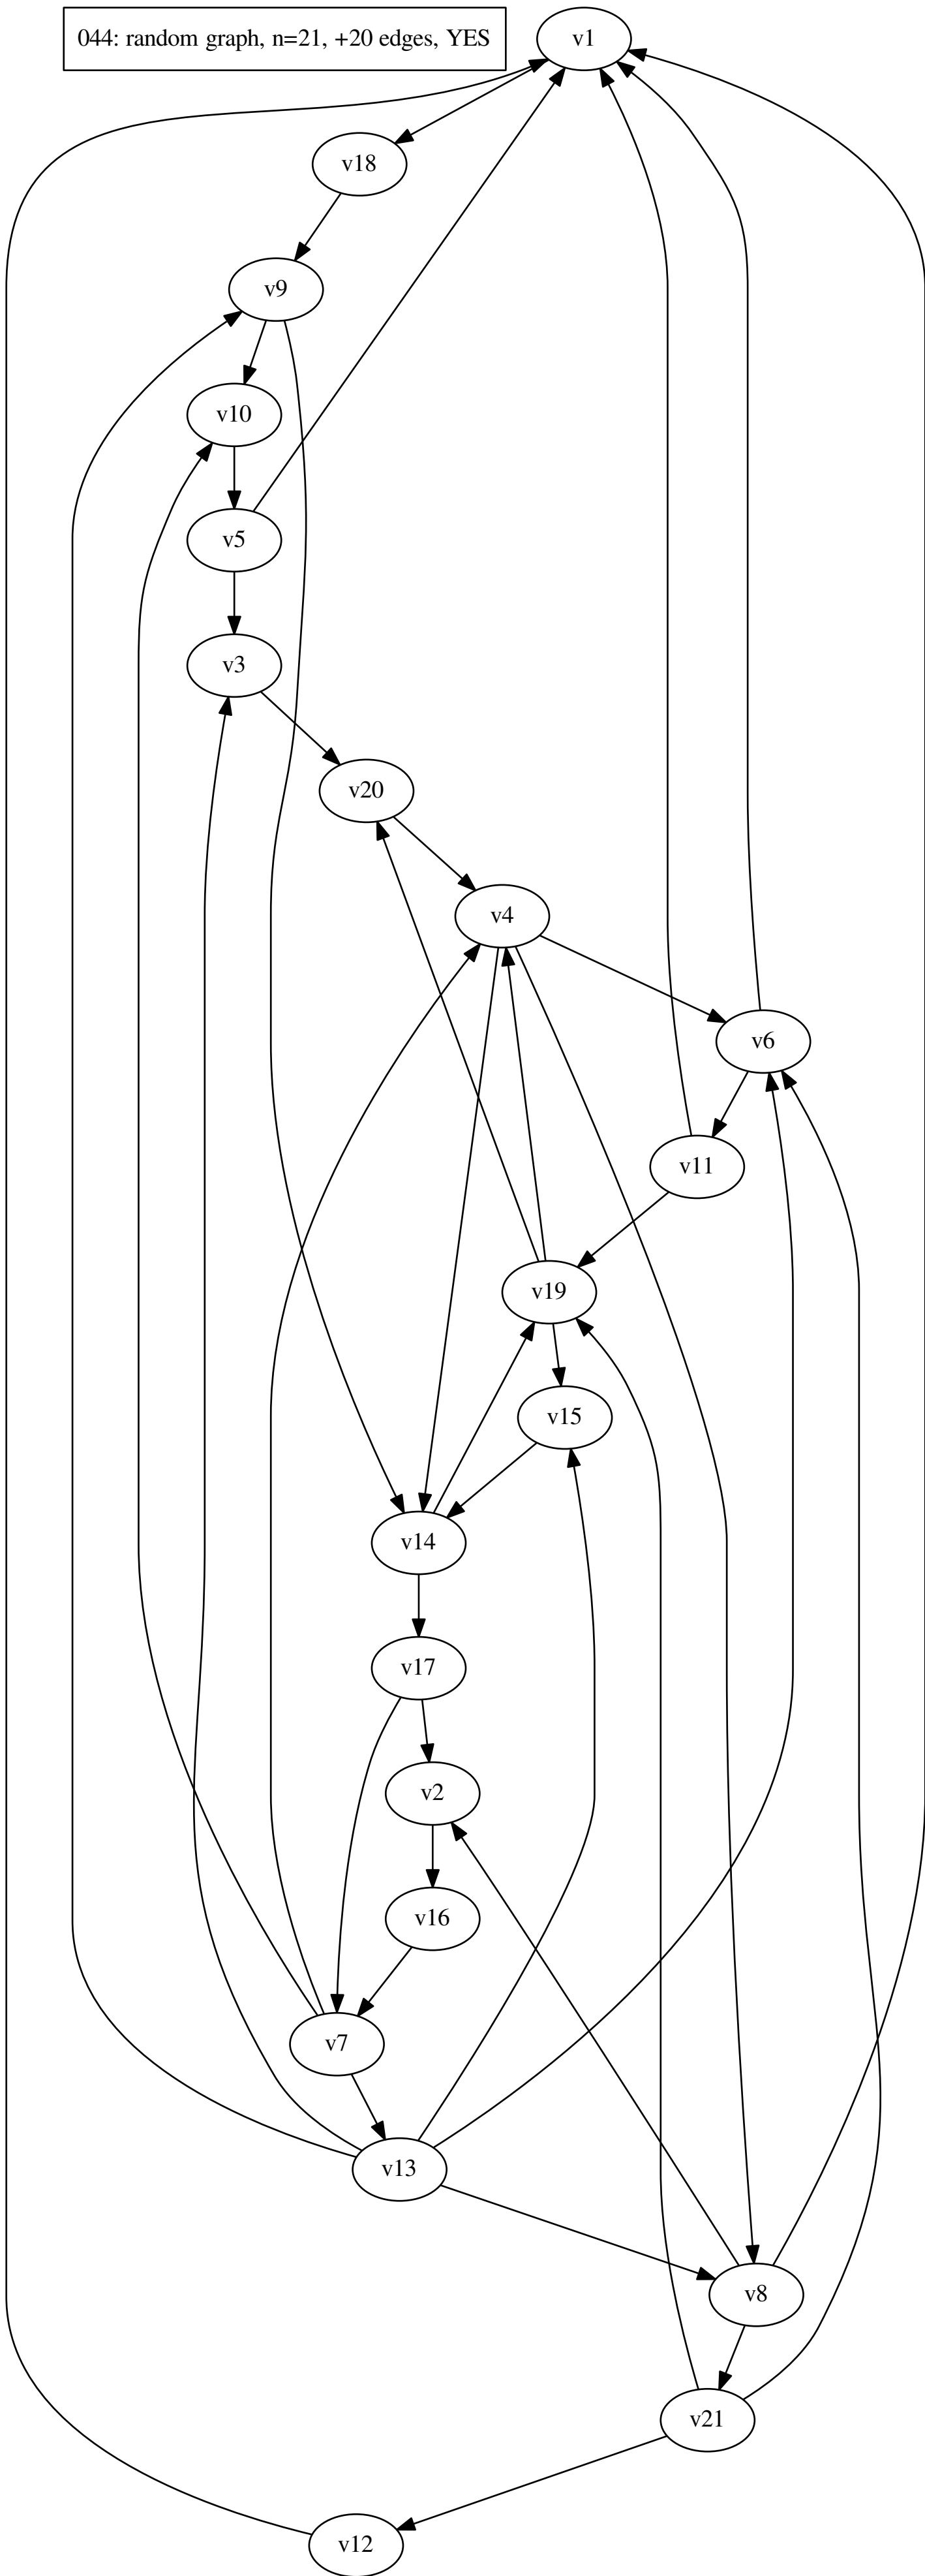 044: random graph, n=21, +20 edges, YES
v1
v18
v9
v10
v5
v3
v20
v4
v6
v11
v19
v15
v14
v17
v2
v16
v7
v13
v8
v21
v12